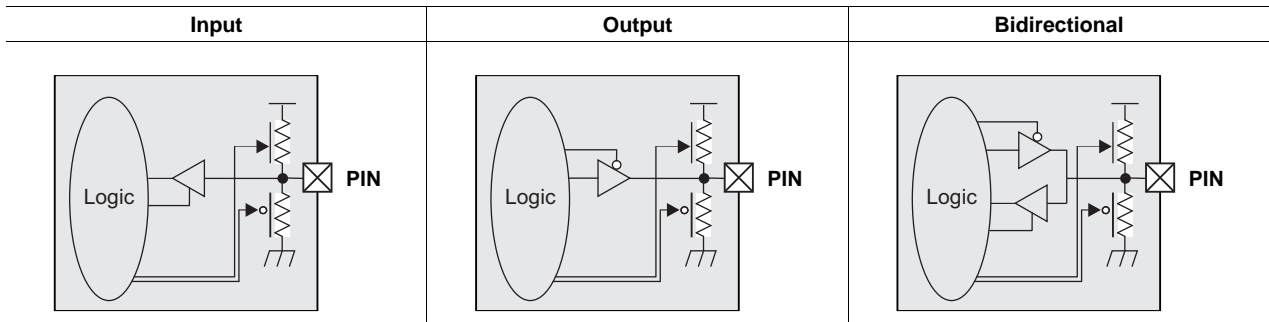 Input
Output
Bidirectional
Logic
PIN
Logic
PIN
Logic
PIN